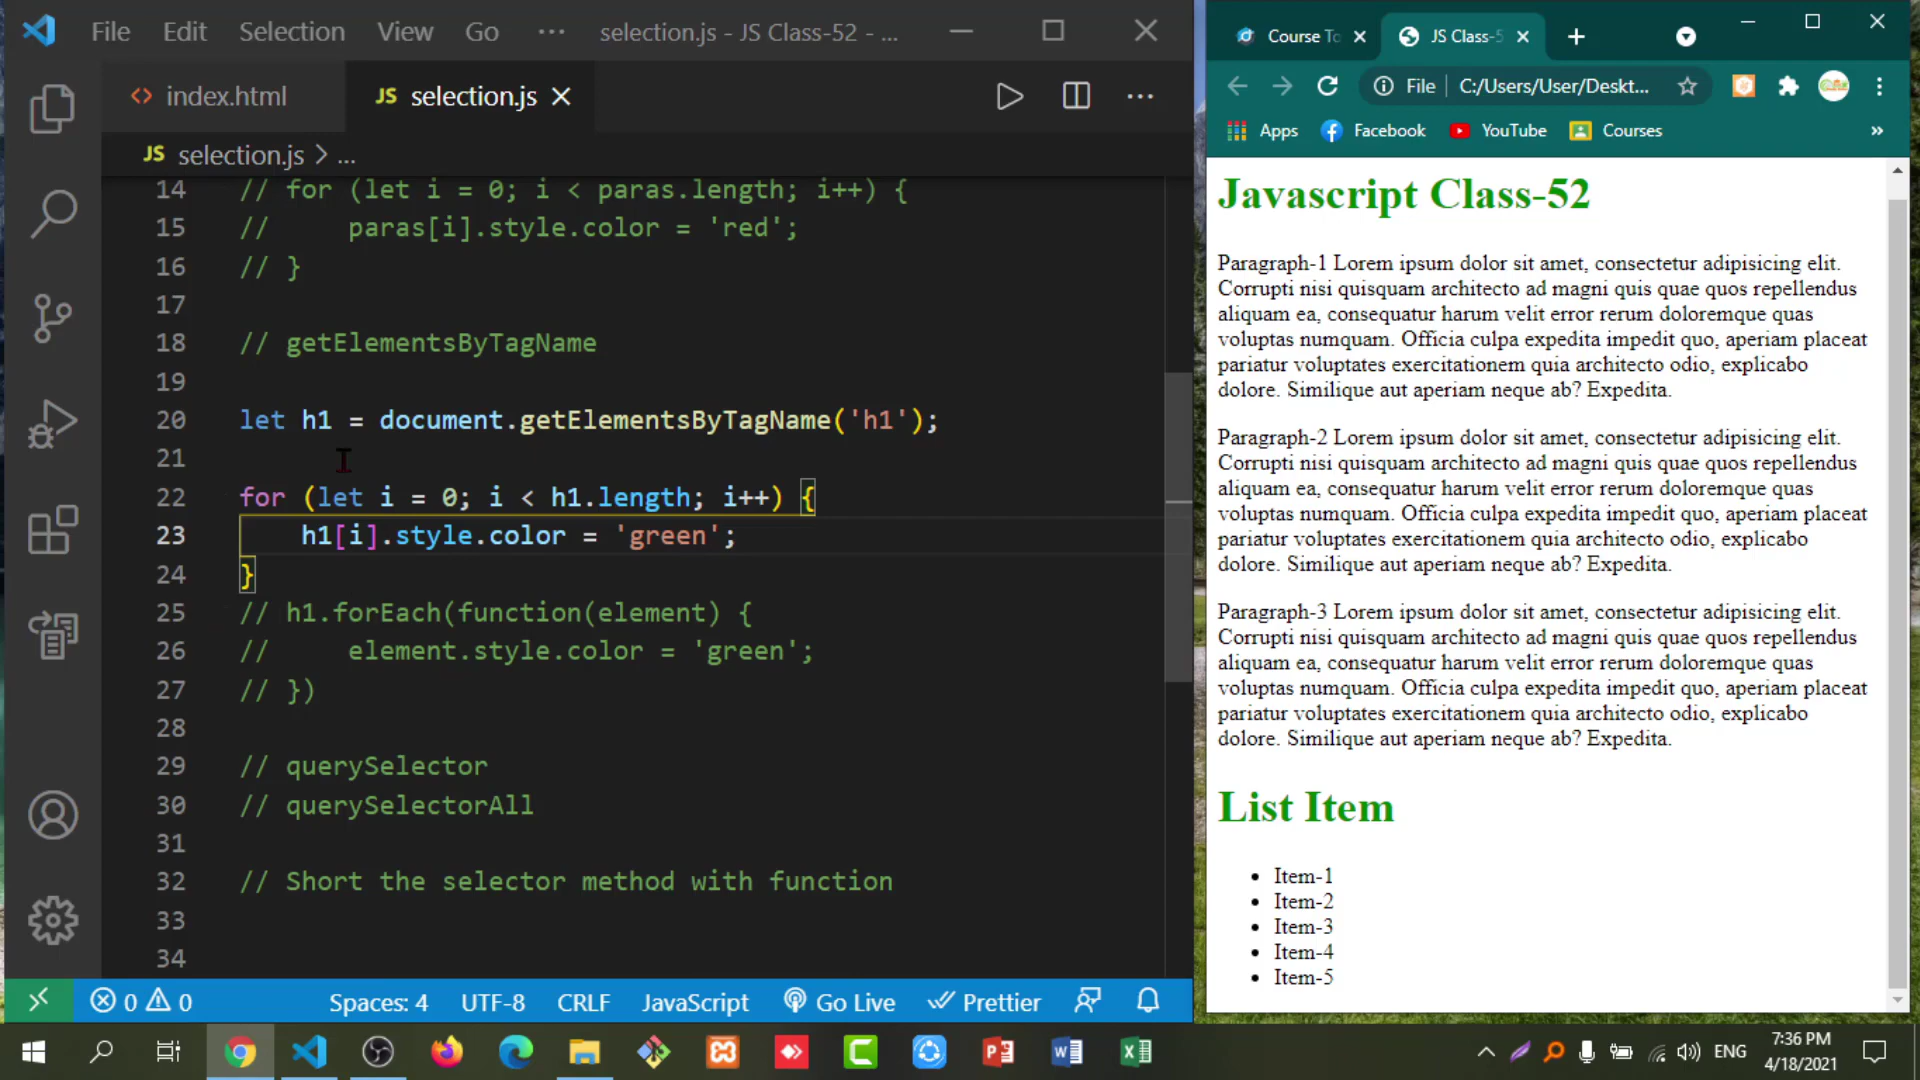 File Edit Selection View Go ··· selection.js - JS Class-52 - ...
index.html JS selection.js
JS selection.js > ...
14 // for (let i = 0; i < paras.length; i++) {
15 //     paras[i].style.color = 'red';
16 // }
17
18 // getElementsByTagName
19
20 let h1 = document.getElementsByTagName('h1');
21
22 for (let i = 0; i < h1.length; i++) {
23     h1[i].style.color = 'green';
24 }
25 // h1.forEach(function(element) {
26 //     element.style.color = 'green';
27 // })
28
29 // querySelector
30 // querySelectorAll
31
32 // Short the selector method with function
33
34
0 0 Spaces: 4 UTF-8 CRLF JavaScript Go Live Prettier
Course To JS Class-5
File C:/Users/User/Deskt...
Apps Facebook YouTube Courses »
Javascript Class-52
Paragraph-1 Lorem ipsum dolor sit amet, consectetur adipisicing elit.
Corrupti nisi quisquam architecto ad magni quis quae quos repellendus
aliquam ea, consequatur harum velit error rerum doloremque quas
voluptas numquam. Officia culpa expedita impedit quo, aperiam placeat
pariatur voluptates exercitationem quia architecto odio, explicabo
dolore. Similique aut aperiam neque ab? Expedita.
Paragraph-2 Lorem ipsum dolor sit amet, consectetur adipisicing elit.
Corrupti nisi quisquam architecto ad magni quis quae quos repellendus
aliquam ea, consequatur harum velit error rerum doloremque quas
voluptas numquam. Officia culpa expedita impedit quo, aperiam placeat
pariatur voluptates exercitationem quia architecto odio, explicabo
dolore. Similique aut aperiam neque ab? Expedita.
Paragraph-3 Lorem ipsum dolor sit amet, consectetur adipisicing elit.
Corrupti nisi quisquam architecto ad magni quis quae quos repellendus
aliquam ea, consequatur harum velit error rerum doloremque quas
voluptas numquam. Officia culpa expedita impedit quo, aperiam placeat
pariatur voluptates exercitationem quia architecto odio, explicabo
dolore. Similique aut aperiam neque ab? Expedita.
List Item
• Item-1
• Item-2
• Item-3
• Item-4
• Item-5
ENG 7:36 PM
4/18/2021